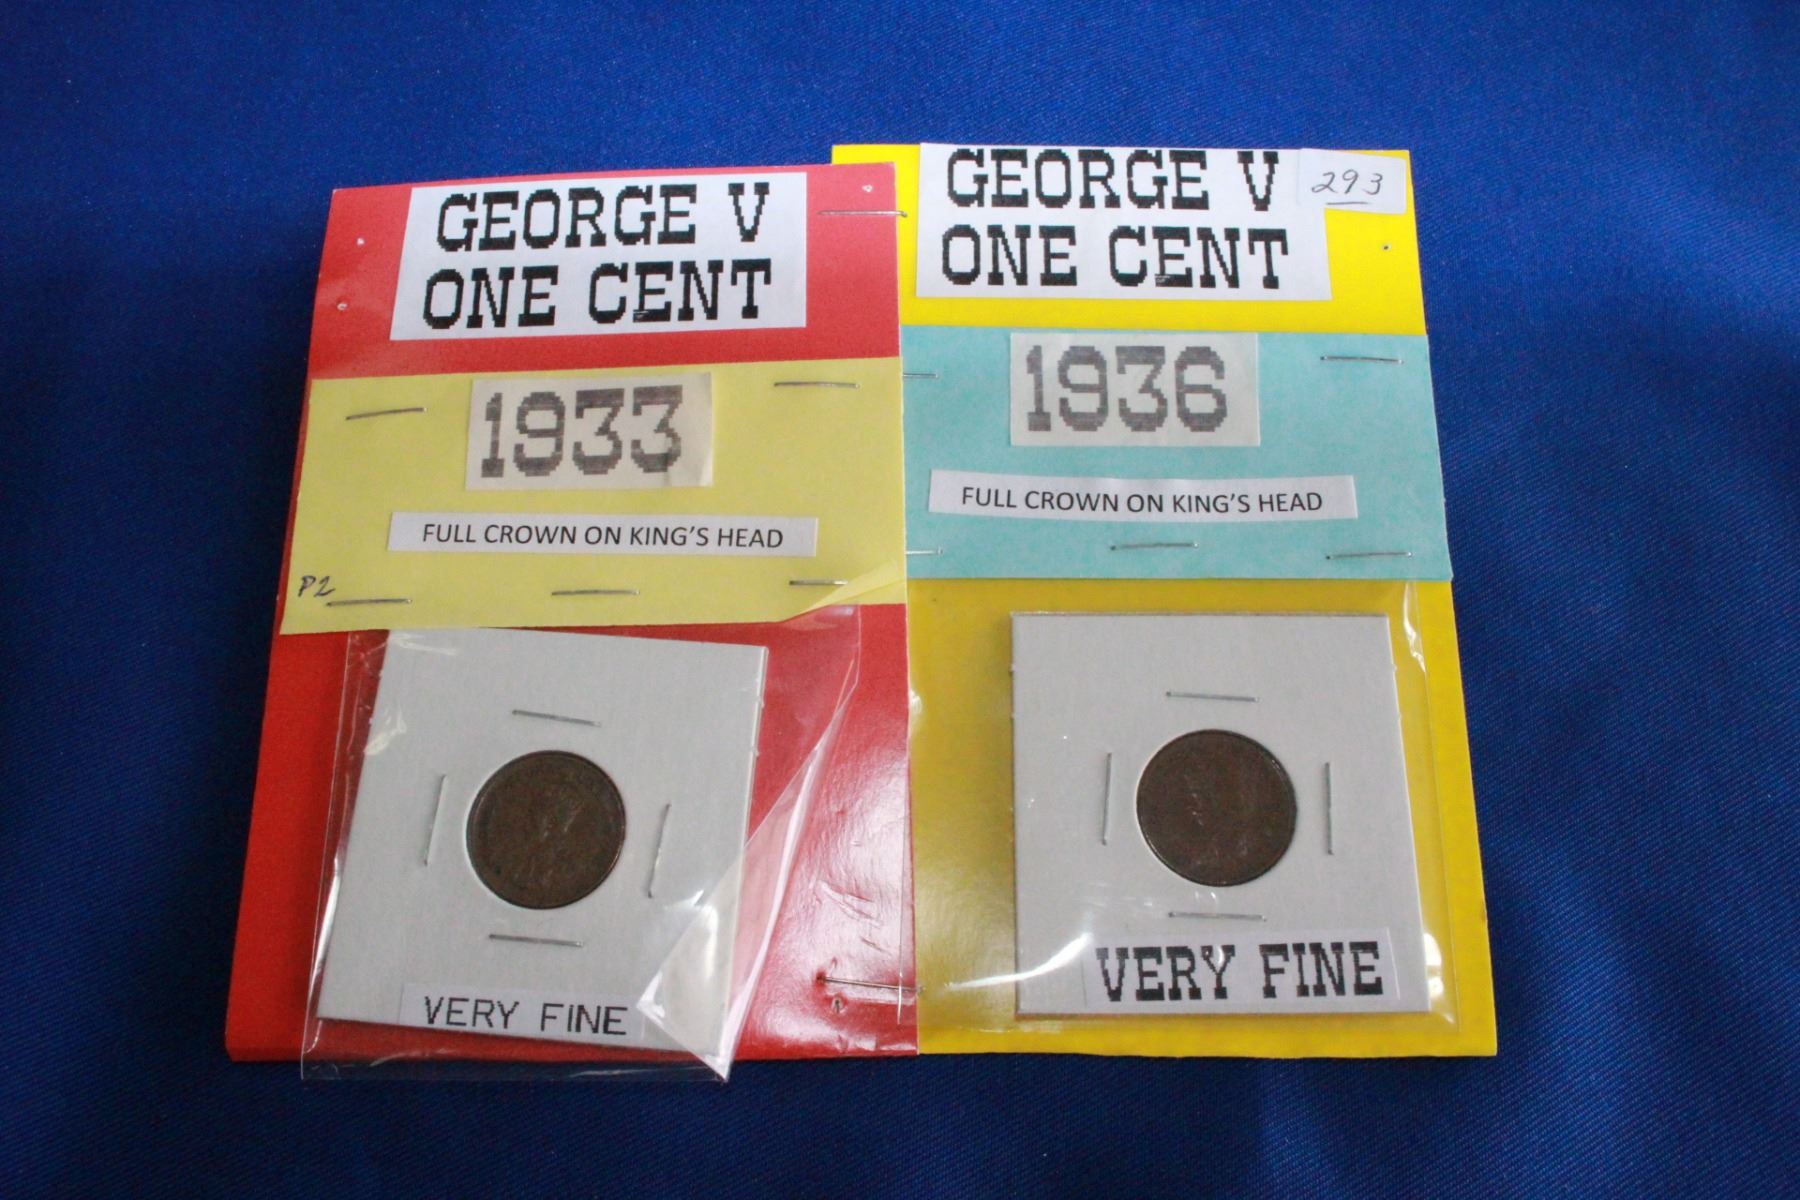 GEORGE V
ONE CENT
1933
FULL CROWN ON KING'S HEAD
P2
VERY FINE
GEORGE V
ONE CENT
293
1936
FULL CROWN ON KING'S HEAD
VERY FINE